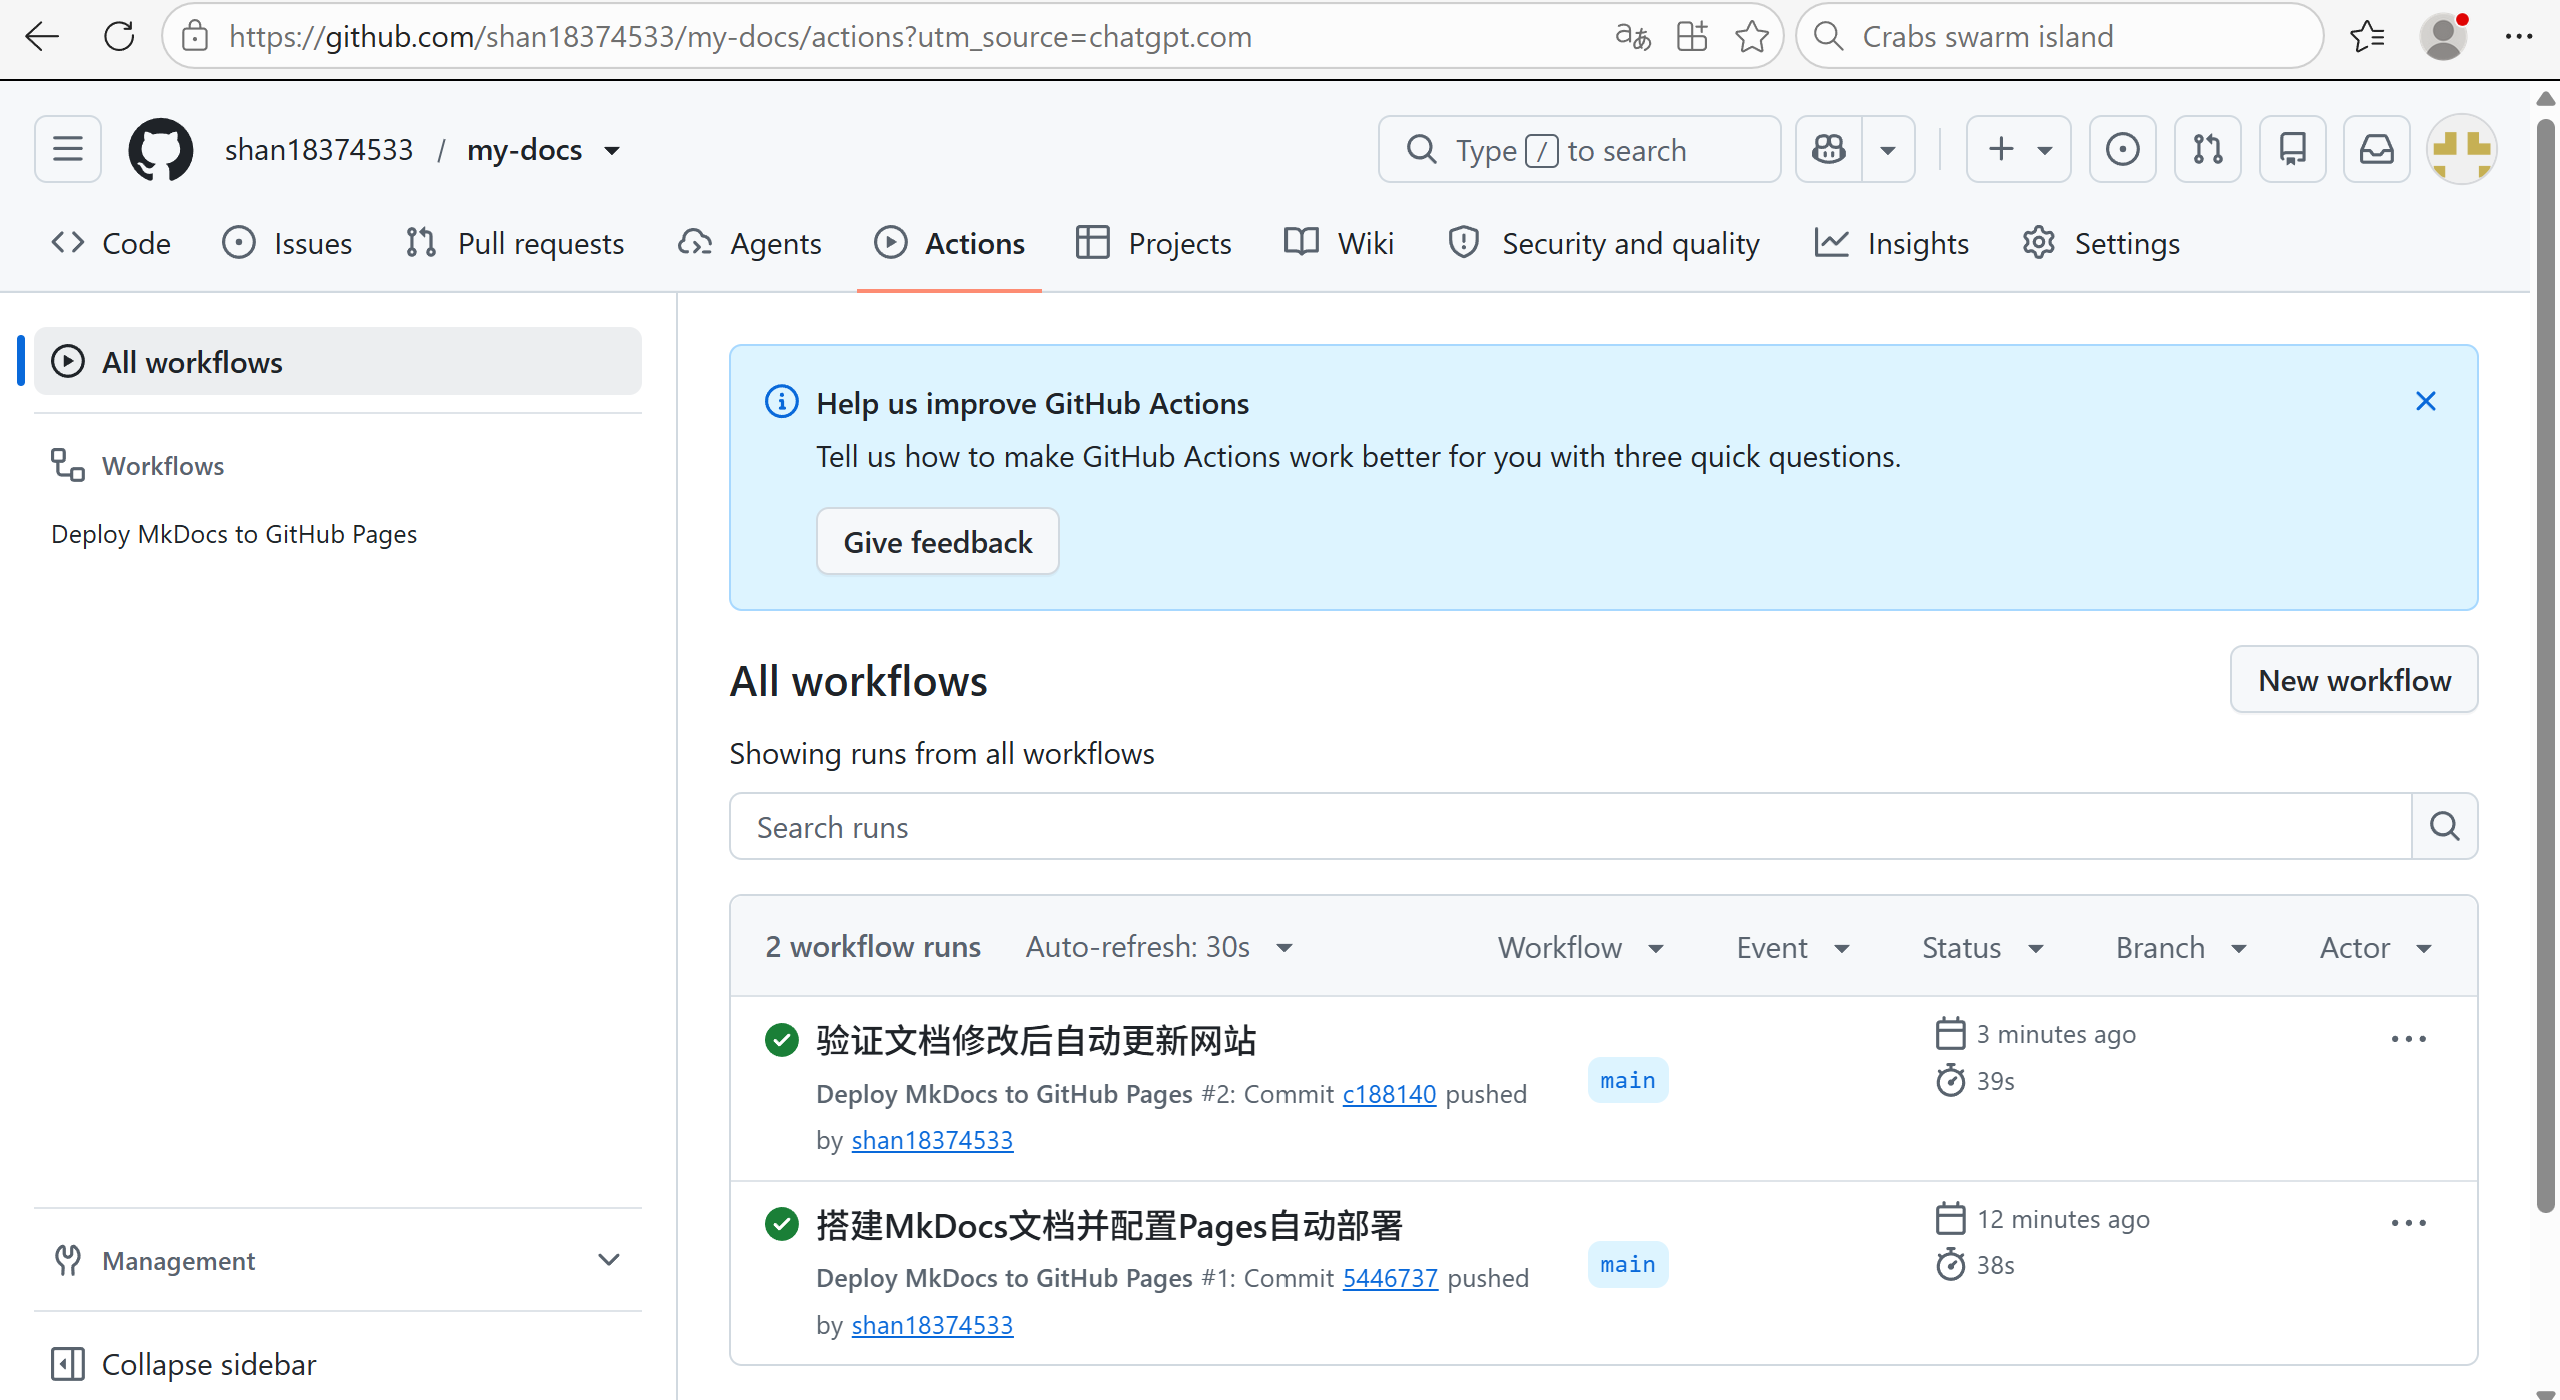 https://github.com/shan18374533/my-docs/actions?utm_source=chatgpt.com
Crabs swarm island
shan18374533 / my-docs
Type / to search
Code
Issues
Pull requests
Agents
Actions
Projects
Wiki
Security and quality
Insights
Settings
All workflows
Workflows
Deploy MkDocs to GitHub Pages
Management
Collapse sidebar
Help us improve GitHub Actions
Tell us how to make GitHub Actions work better for you with three quick questions.
Give feedback
All workflows
New workflow
Showing runs from all workflows
Search runs
2 workflow runs
Auto-refresh: 30s
Workflow
Event
Status
Branch
Actor
验证文档修改后自动更新网站
Deploy MkDocs to GitHub Pages #2: Commit c188140 pushed
by shan18374533
main
3 minutes ago
39s
搭建MkDocs文档并配置Pages自动部署
Deploy MkDocs to GitHub Pages #1: Commit 5446737 pushed
by shan18374533
main
12 minutes ago
38s